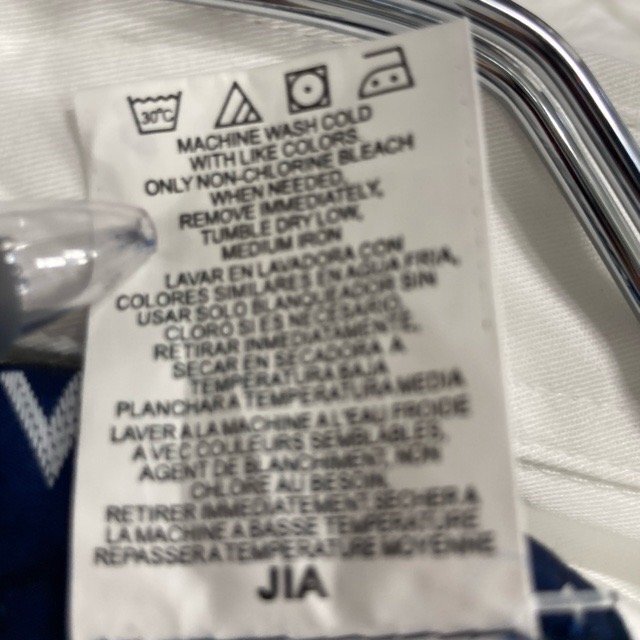 30°C
MACHINE WASH COLD
WITH LIKE COLORS.
ONLY NON-CHLORINE BLEACH
WHEN NEEDED.
REMOVE IMMEDIATELY.
TUMBLE DRY LOW.
MEDIUM IRON
LAVAR EN LAVADORA CON
COLORES SIMILARES EN AGUA FRIA,
USAR SOLO BLANQUEADOR SIN
CLORO SI ES NECESARIO
RETIRAR INMEDIATAMENTE.
SECAR EN SECADORA A
TEMPERATURA BAJA
PLANCHAR A TEMPERATURA MEDIA
LAVER A LA MACHINE A L'EAU FROIDE
A VEC COULEURS SEMBLABLES.
AGENT DE BLANCHIMENT NON
CHLORE AU BESOIN.
RETIRER IMMEDIATEMENT SECHER A
LA MACHINE A BASSE TEMPERATURE
REPASSER A TEMPERATURE MOYENNE
JIA